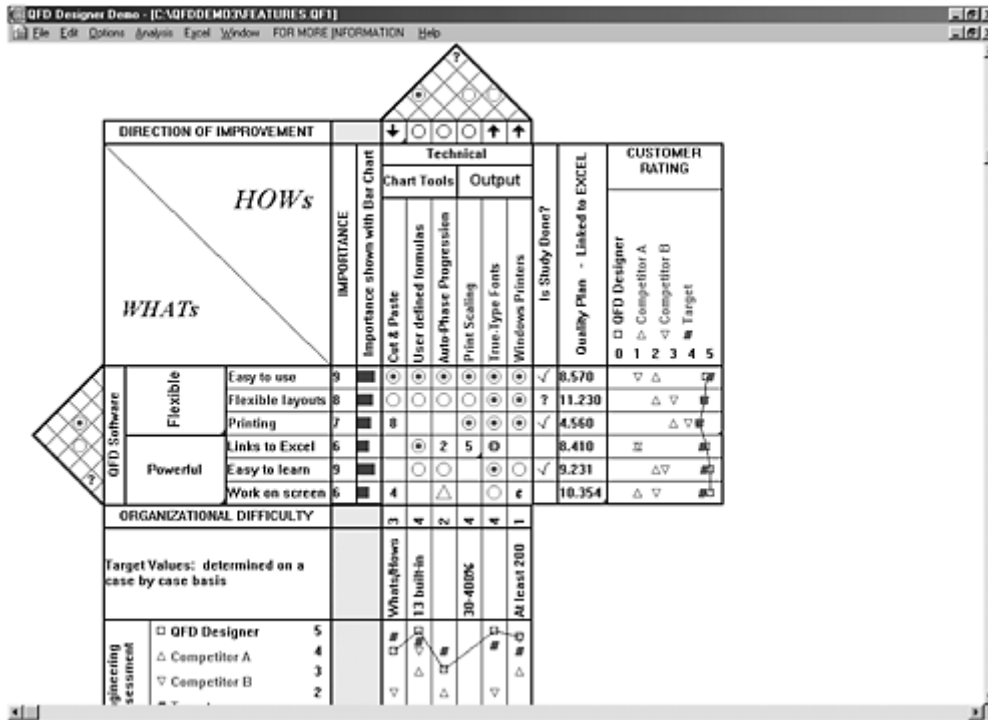 QFD Designer Demo - [C:\QFDDEMO3\FEATURES.QF1]
File Edit Options Analysis Excel Window FOR MORE INFORMATION Help
?
DIRECTION OF IMPROVEMENT
HOWs
WHATs
IMPORTANCE
Importance shown with Bar Chart
Technical
Chart Tools
Output
Cut & Paste
User defined formulas
Auto-Phase Progression
Print Scaling
True-Type Fonts
Windows Printers
Is Study Done?
Quality Plan - Linked to EXCEL
CUSTOMER
RATING
QFD Designer
Competitor A
Competitor B
# Target
0 1 2 3 4 5
QFD Software
Flexible
Powerful
?
Easy to use 9 √ 8.570
Flexible layouts 8 ? 11.230
Printing 7 8 √ 4.560
Links to Excel 6 2 5 8.410
Easy to learn 9 √ 9.231
Work on screen 6 4 10.354
ORGANIZATIONAL DIFFICULTY 3 4 2 4 4 1
Target Values: determined on a
case by case basis
Whats/Hows
13 built-in
30-400%
At least 200
QFD Designer 5
Competitor A 4
3
Competitor B 2